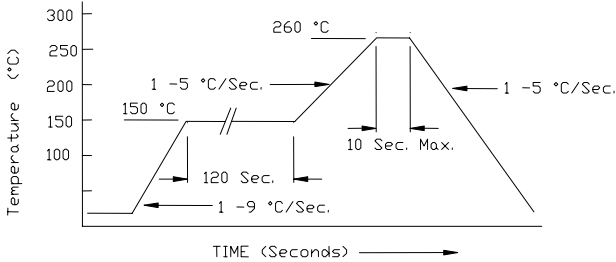 300
260 °C
250
200
1 -5 °C/Sec.
1 -5 °C/Sec.
150 °C
150
10 Sec. Max.
100
120 Sec.
1 -9 °C/Sec.
Temperature (°C)
TIME (Seconds)